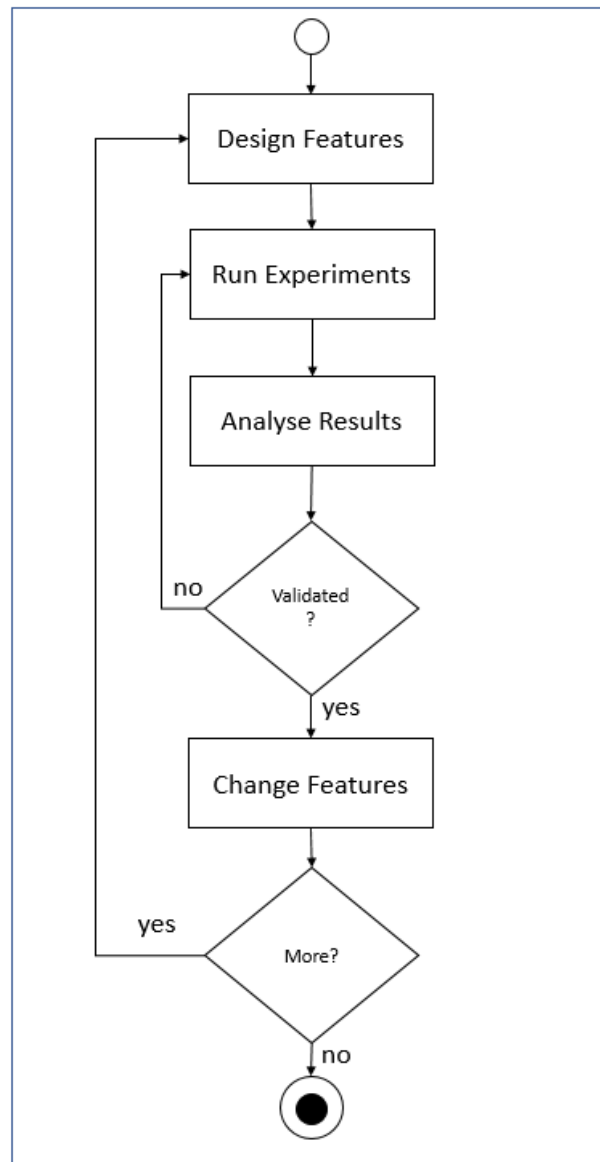 Design Features
Run Experiments
Analyse Results
Validated
?
no
yes
Change Features
More?
yes
no